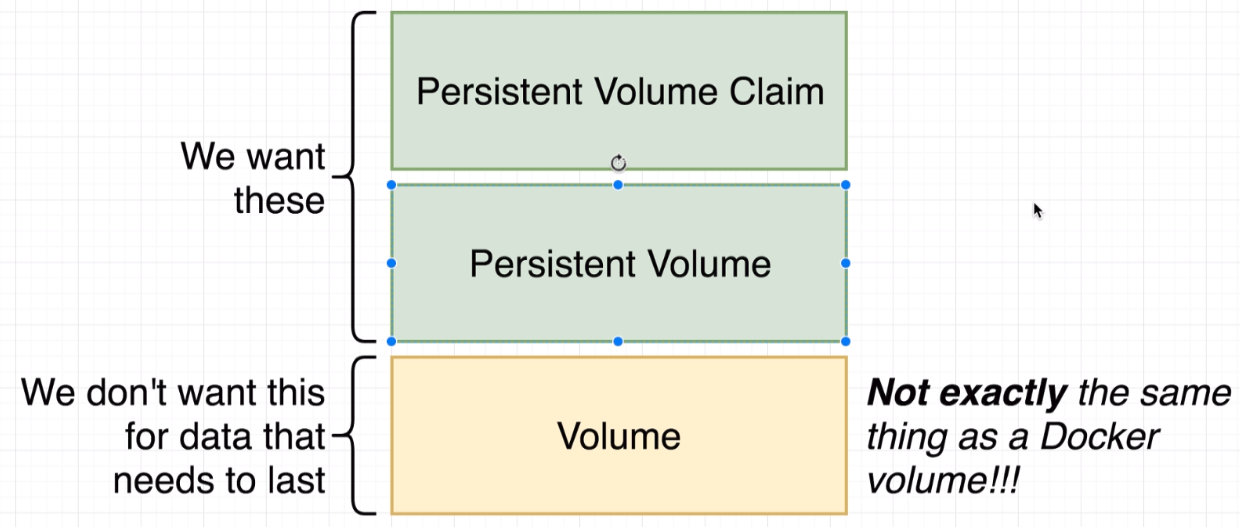 Persistent Volume Claim
We want
these
Persistent Volume
We don't want this
for data that
needs to last
Volume
Not exactly the same
thing as a Docker
volume!!!